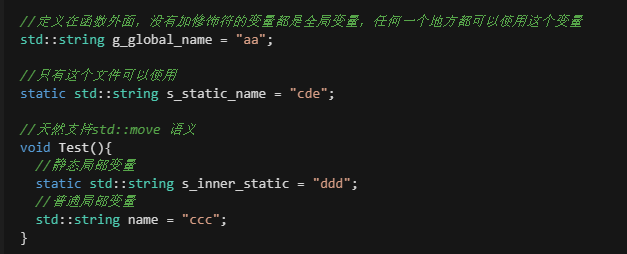 //定义在函数外面，没有加修饰符的变量都是全局变量，任何一个地方都可以使用这个变量
std::string g_global_name = "aa";
//只有这个文件可以使用
static std::string s_static_name = "cde";
//天然支持std::move 语义
void Test(){
//静态局部变量
static std::string s_inner_static = "ddd";
//普通局部变量
std::string name = "ccc";
}